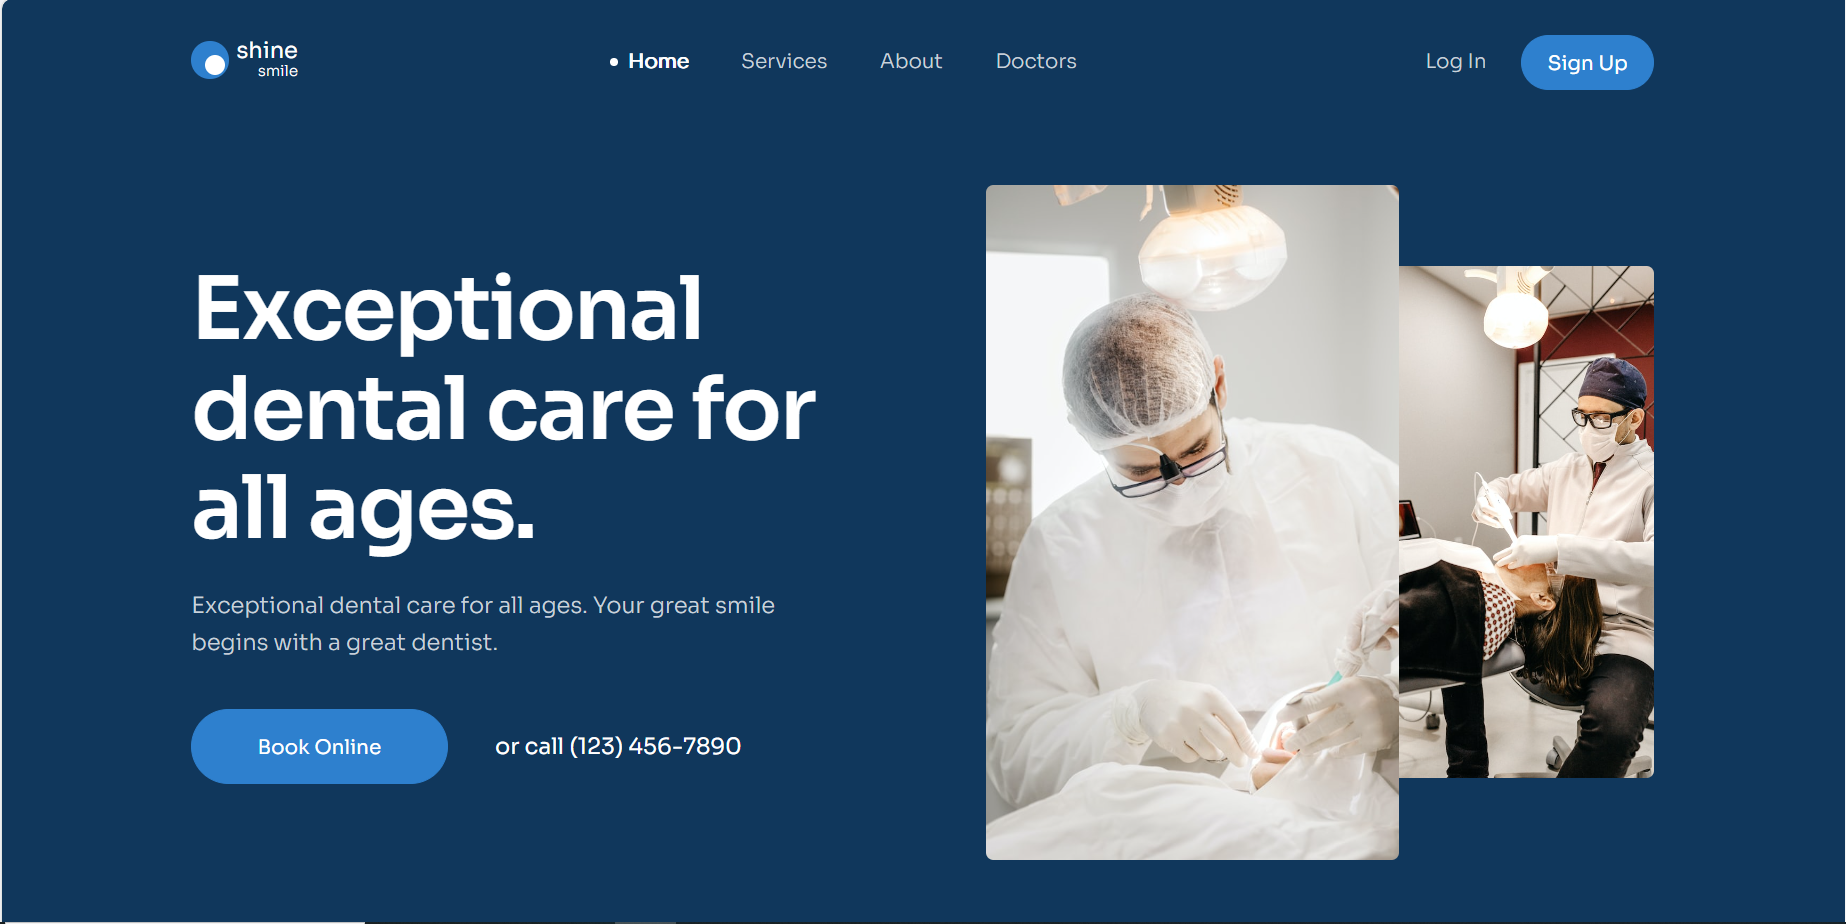 shine
smile
Home
Services
About
Doctors
Log In
Sign Up
Exceptional
dental care for
all ages.
Exceptional dental care for all ages. Your great smile
begins with a great dentist.
Book Online
or call (123) 456-7890